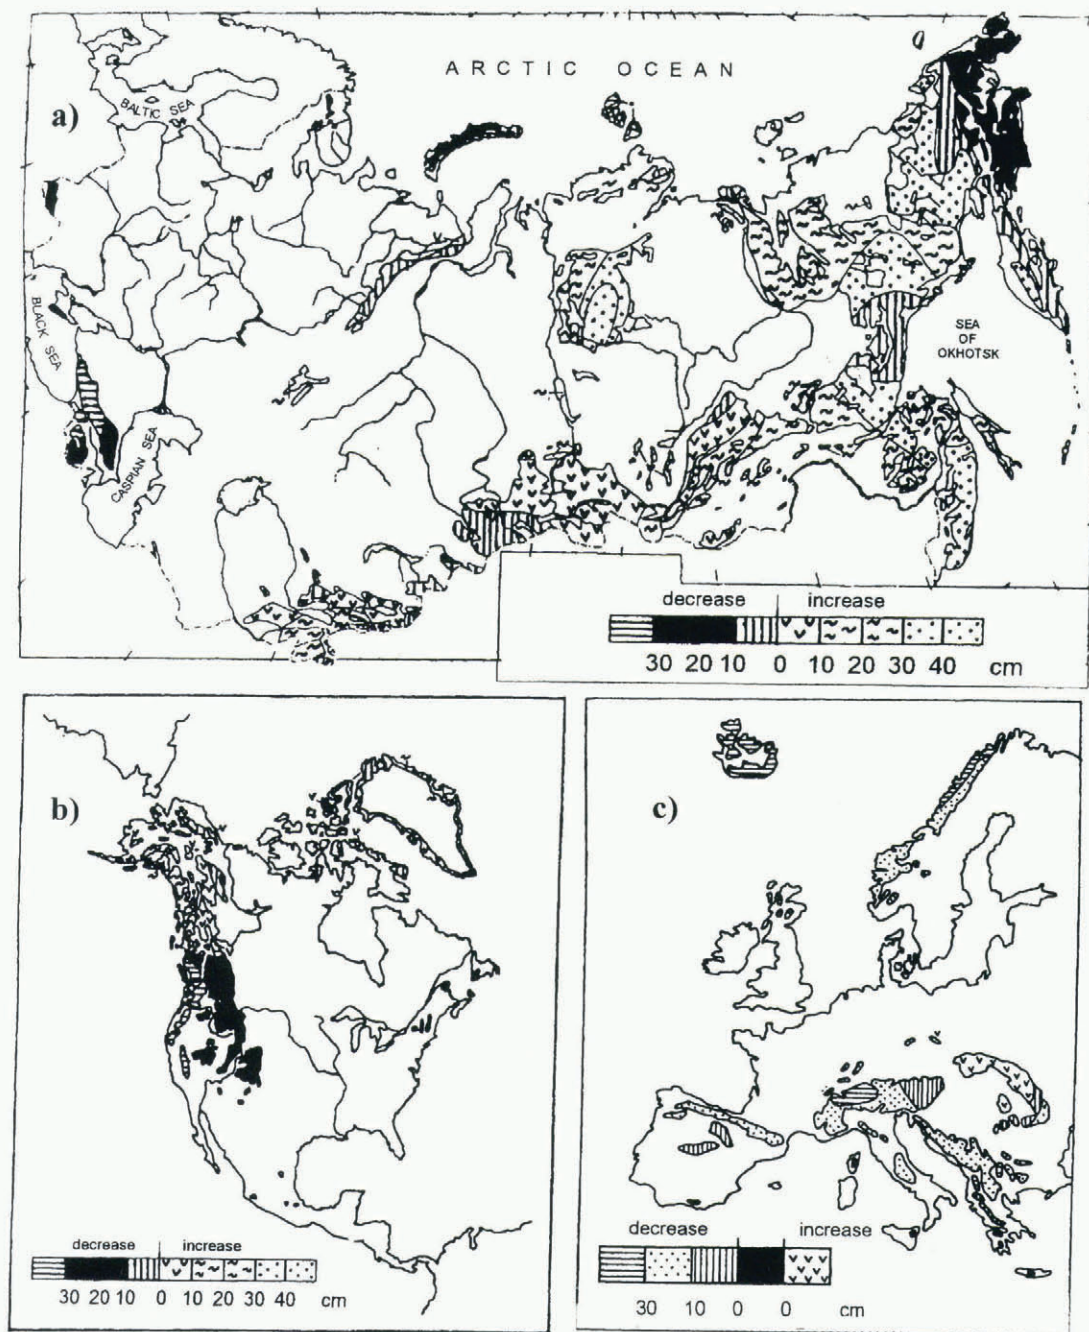 ARCTIC OCEAN
a)
BALTIC SEA
BLACK SEA
CASPIAN SEA
SEA
OF
OKHOTSK
decrease increase
30 20 10 0 10 20 30 40 cm
b)
decrease increase
30 20 10 0 10 20 30 40 cm
c)
decrease increase
30 10 0 0 cm